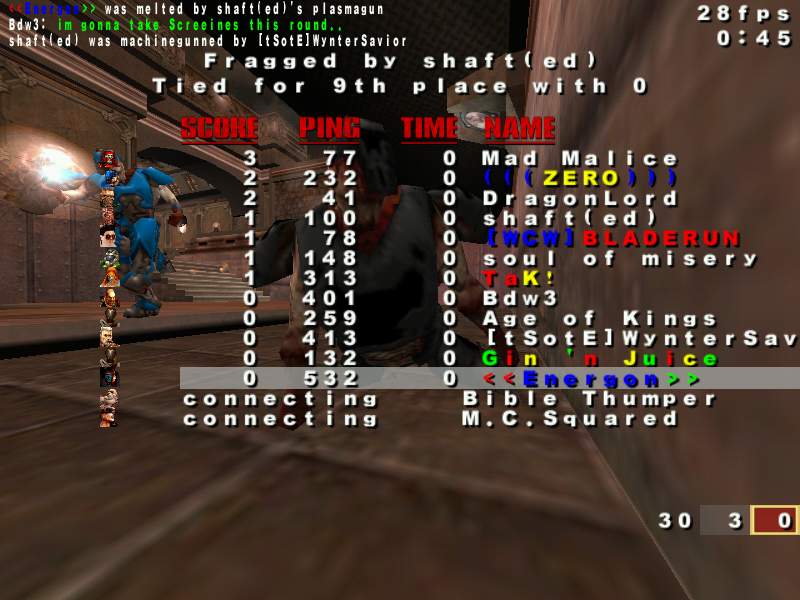 <<Energon>> was melted by shaft(ed)'s plasmagun
Bdw3: im gonna take Screeines this round..
shaft(ed) was machinegunned by [tSotE]WynterSavior
28fps
0:45
Fragged by shaft(ed)
Tied for 9th place with 0
SCORE PING TIME NAME
3 77 0 Mad Malice
2 232 0 (((ZERO)))
2 41 0 DragonLord
1 100 0 shaft(ed)
1 78 0 [WCW]BLADERUN
1 148 0 soul of misery
1 313 0 TaK!
0 401 0 Bdw3
0 259 0 Age of Kings
0 413 0 [tSotE]WynterSav
0 132 0 Gin 'n Juice
0 532 0 <<Energon>>
connecting Bible Thumper
connecting M.C.Squared
30 3 0